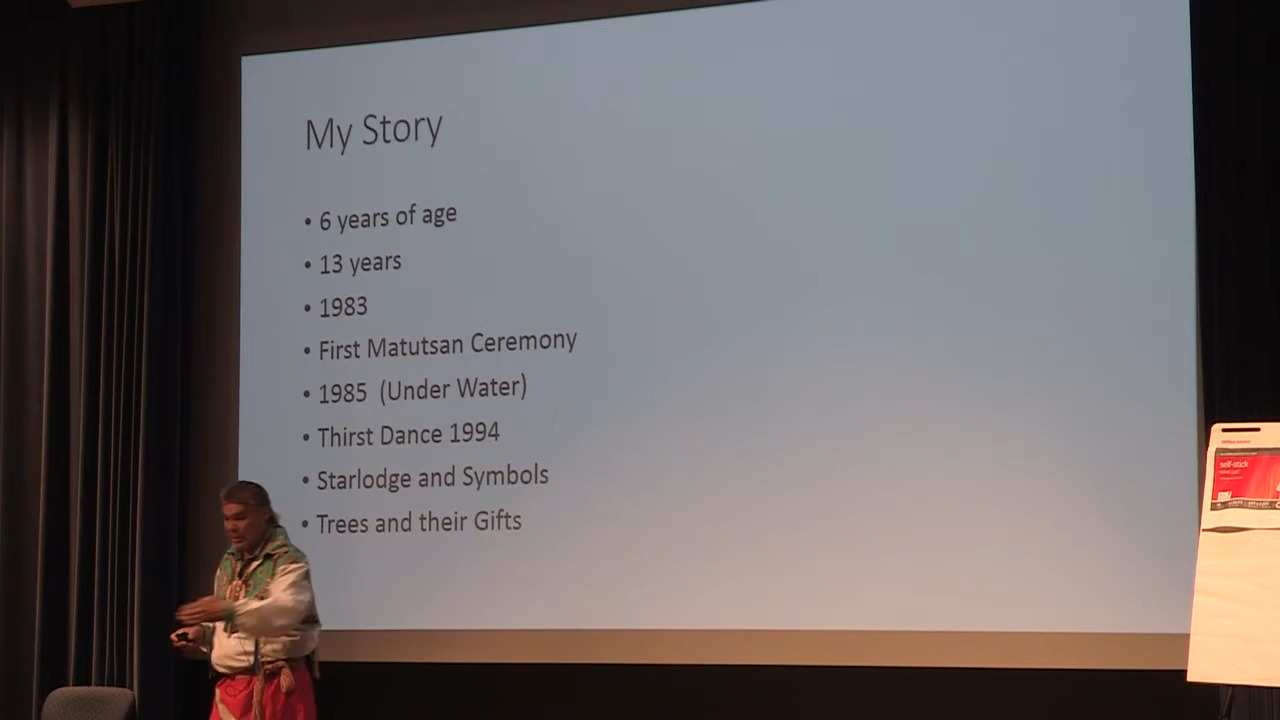 My Story
• 6 years of age
• 13 years
• 1983
• First Matutsan Ceremony
• 1985 (Under Water)
• Thirst Dance 1994
• Starlodge and Symbols
• Trees and their Gifts
self-stick